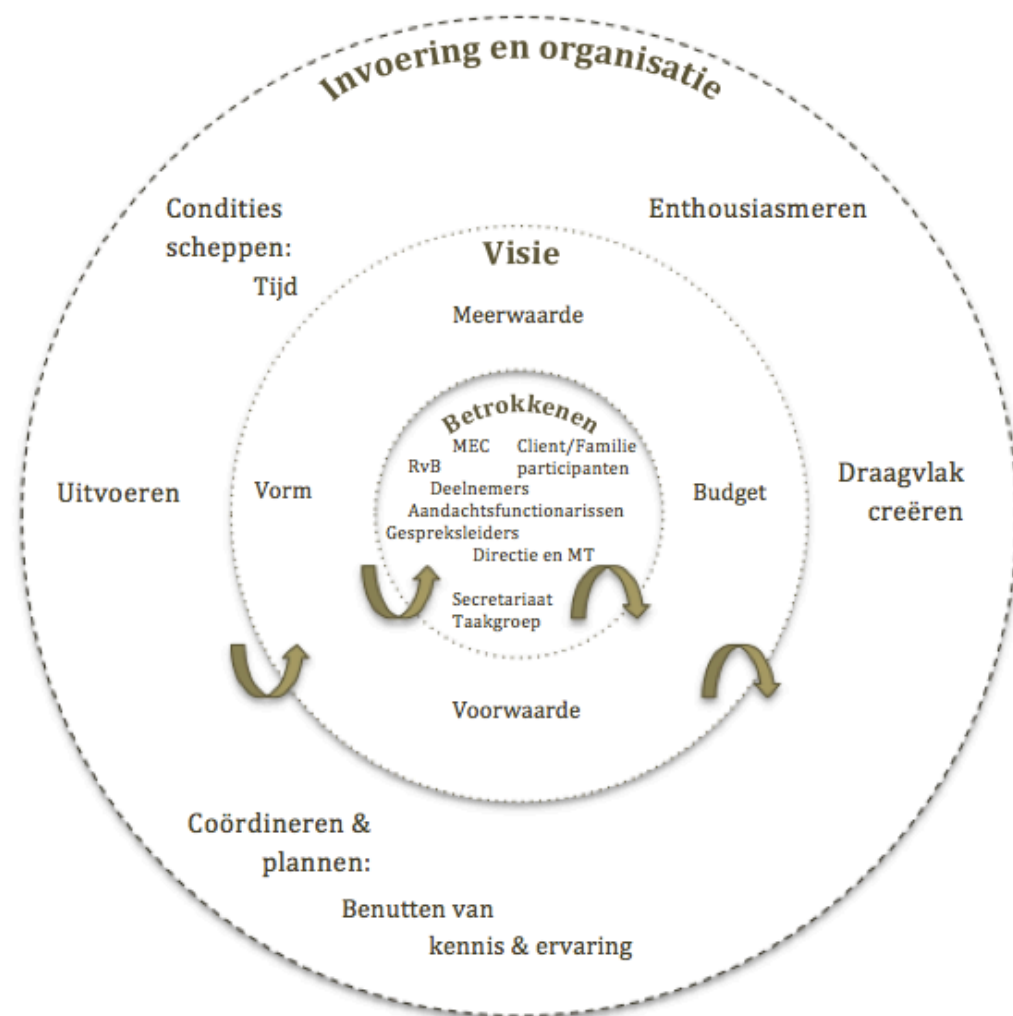 Invoering en organisatie
Condities
scheppen:
Tijd
Enthousiasmeren
Visie
Meerwaarde
Betrokkenen
MEC
Client/Familie
participanten
RvB
Deelnemers
Aandachtsfunctionarissen
Gespreksleiders
Directie en MT
Secretariaat
Taakgroep
Uitvoeren
Vorm
Budget
Draagvlak
creëren
Voorwaarde
Coördineren &
plannen:
Benutten van
kennis & ervaring